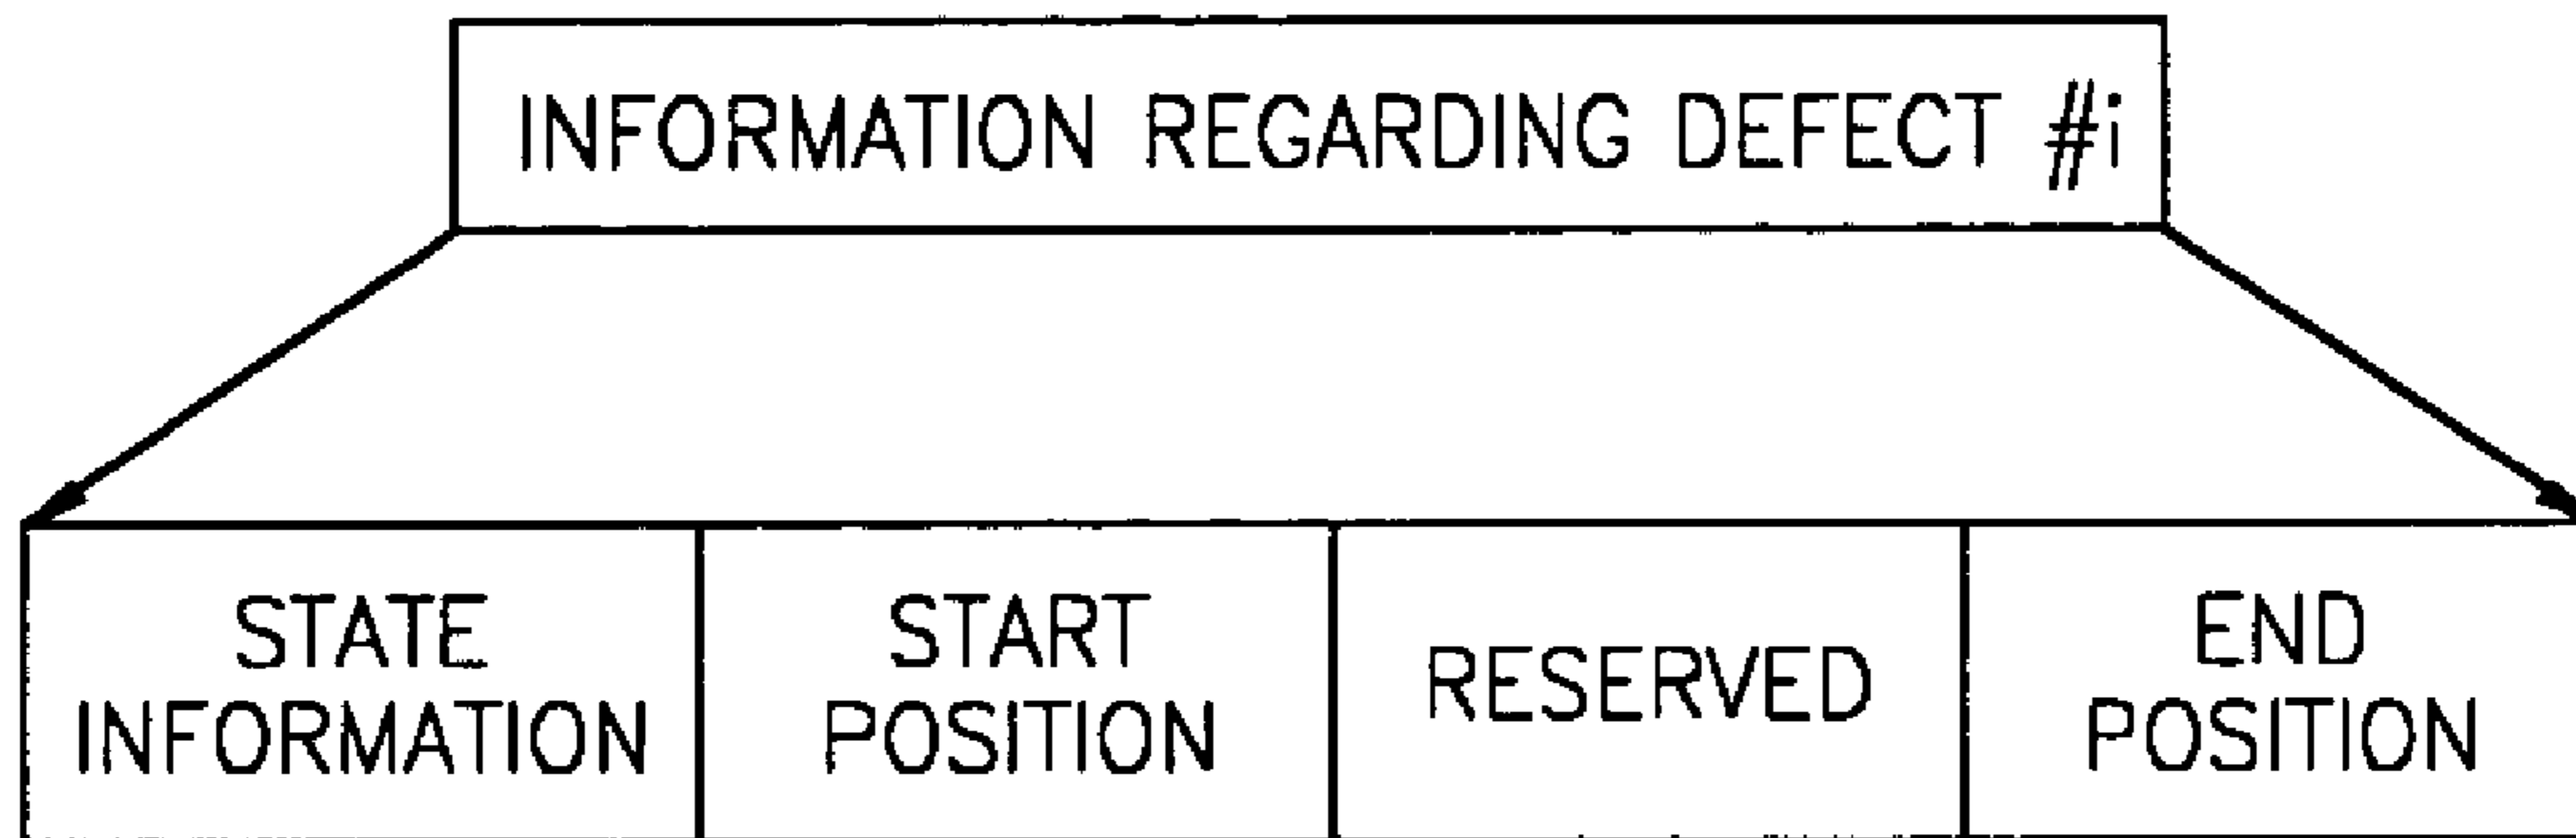 INFORMATION REGARDING DEFECT #i
STATE
INFORMATION
START
POSITION
RESERVED
END
POSITION